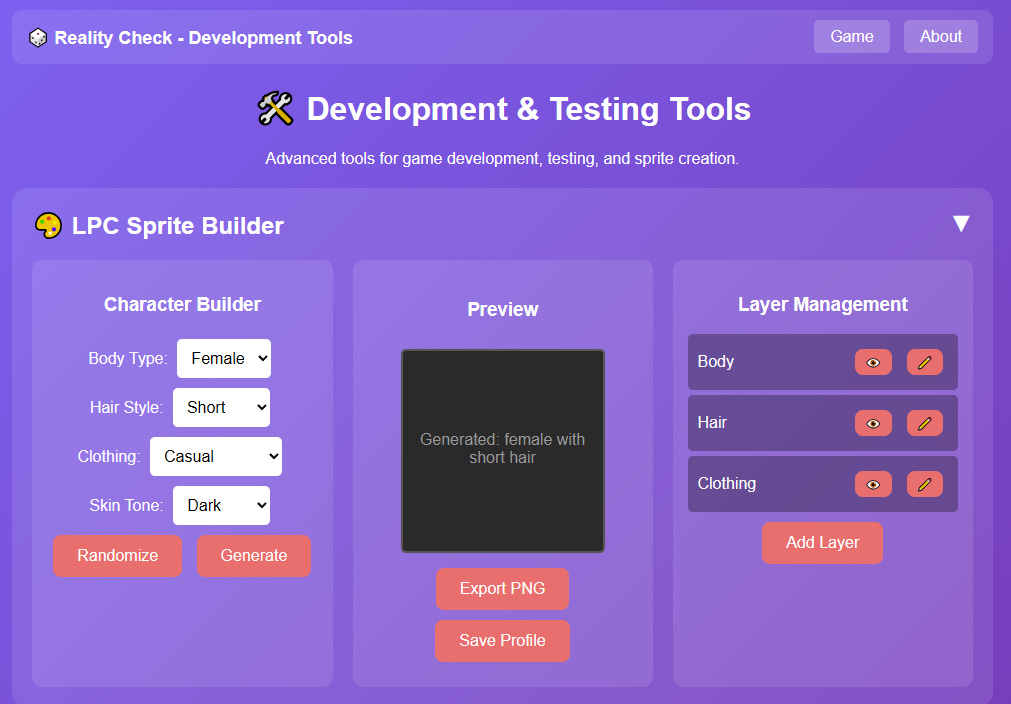 Reality Check - Development Tools
Game
About
Development & Testing Tools
Advanced tools for game development, testing, and sprite creation.
LPC Sprite Builder
Character Builder
Body Type: Female
Hair Style: Short
Clothing: Casual
Skin Tone: Dark
Randomize
Generate
Preview
Generated: female with
short hair
Export PNG
Save Profile
Layer Management
Body
Hair
Clothing
Add Layer